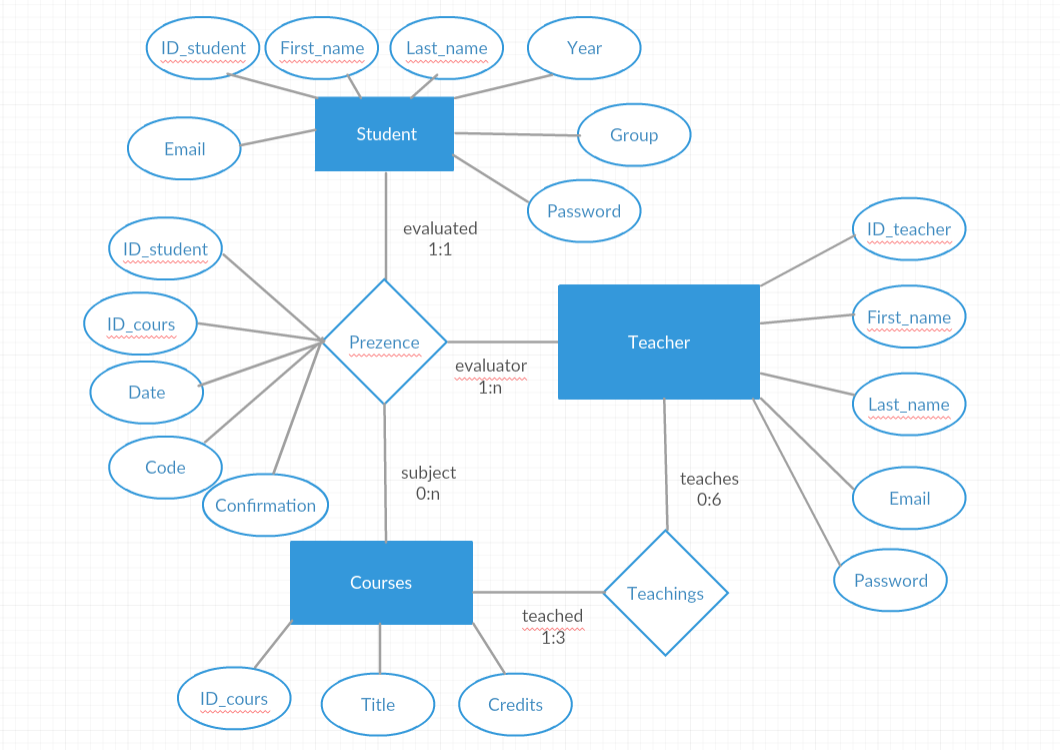 ID_student
First_name
Last_name
Year
Student
Group
Email
Password
evaluated
1:1
ID_student
ID_teacher
ID_cours
First_name
Prezence
Teacher
evaluator
1:n
Date
Last_name
Code
subject
0:n
teaches
0:6
Confirmation
Email
Courses
Password
Teachings
teached
1:3
ID_cours
Title
Credits